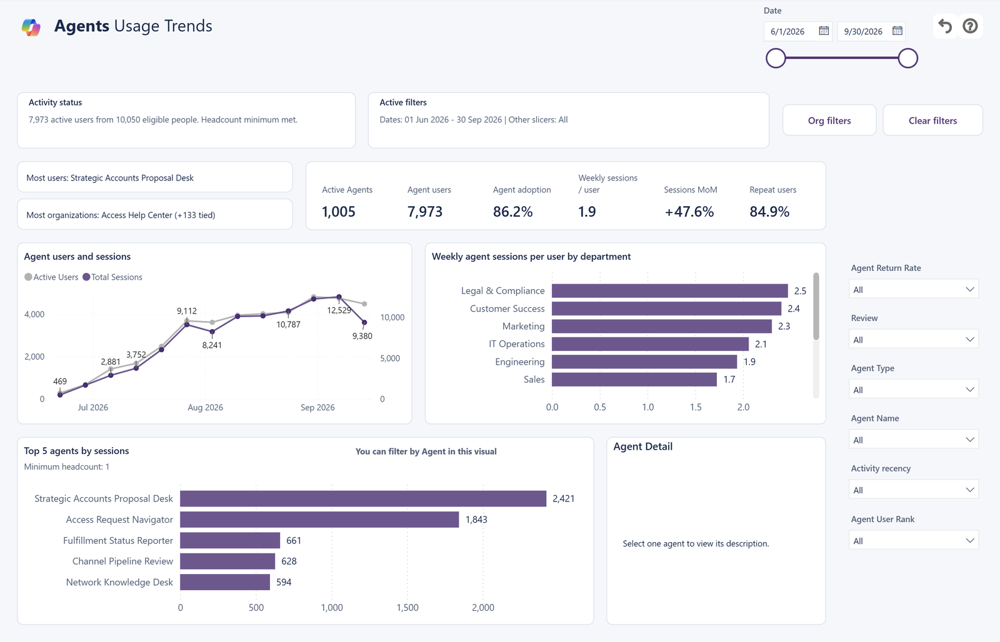 Agents Usage Trends
Date
6/1/2026
9/30/2026
Activity status
7,973 active users from 10,050 eligible people. Headcount minimum met.
Active filters
Dates: 01 Jun 2026 - 30 Sep 2026 | Other slicers: All
Org filters
Clear filters
Most users: Strategic Accounts Proposal Desk
Most organizations: Access Help Center (+133 tied)
Active Agents
1,005
Agent users
7,973
Agent adoption
86.2%
Weekly sessions
/ user
1.9
Sessions MoM
+47.6%
Repeat users
84.9%
Agent users and sessions
Active Users
Total Sessions
4,000
2,000
0
10,000
5,000
0
469
2,881
3,752
9,112
8,241
10,787
12,529
9,380
Jul 2026
Aug 2026
Sep 2026
Weekly agent sessions per user by department
Legal & Compliance 2.5
Customer Success 2.4
Marketing 2.3
IT Operations 2.1
Engineering 1.9
Sales 1.7
0.0 0.5 1.0 1.5 2.0
Agent Return Rate
All
Review
All
Agent Type
All
Agent Name
All
Activity recency
All
Agent User Rank
All
Top 5 agents by sessions
You can filter by Agent in this visual
Minimum headcount: 1
Strategic Accounts Proposal Desk 2,421
Access Request Navigator 1,843
Fulfillment Status Reporter 661
Channel Pipeline Review 628
Network Knowledge Desk 594
0 500 1,000 1,500 2,000
Agent Detail
Select one agent to view its description.